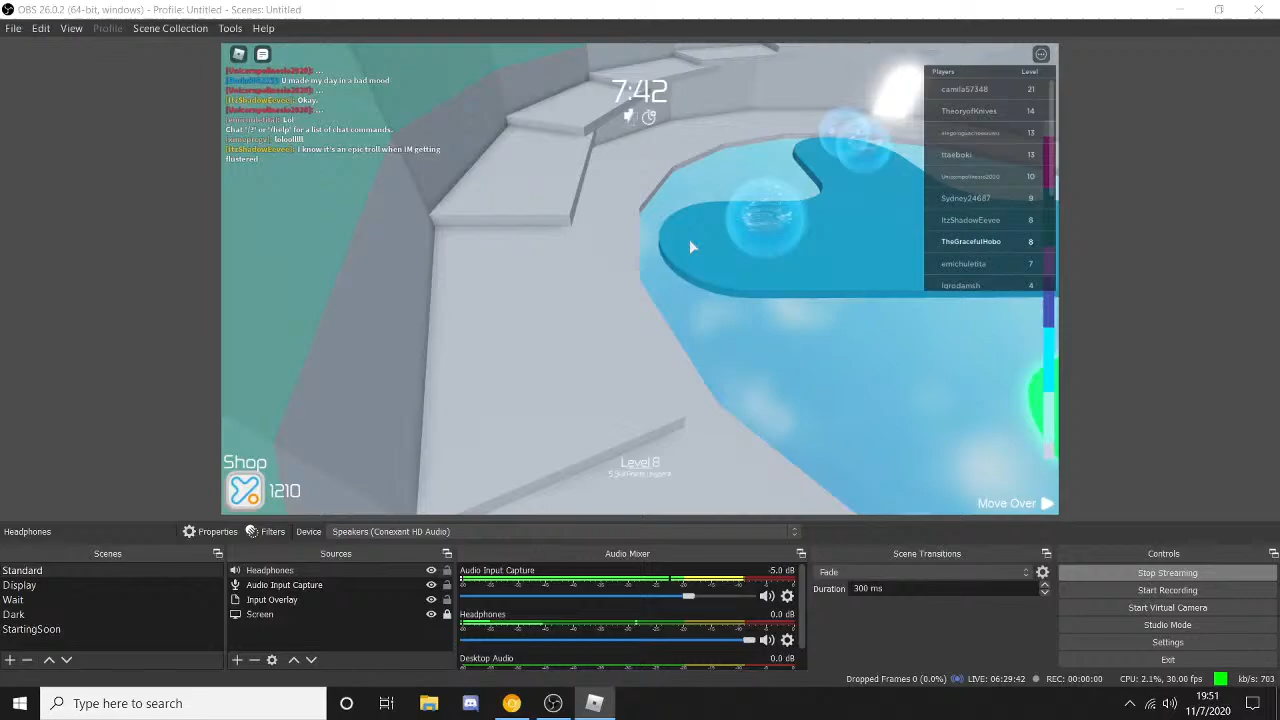 OBS 26.0.2 (64-bit, windows) - Profile: Untitled - Scenes: Untitled
File Edit View Profile Scene Collection Tools Help
[Unicornpolinesio2020]: ...
U made my day in a bad mood
[Unicornpolinesio2020]: ...
[ItzShadowEevee]: Okay.
[Unicornpolinesio2020]: ...
[emichuletita]: Lol
Chat '/?' or '/help' for a list of chat commands.
loloollll
[ItzShadowEevee]: I know it's an epic troll when IM getting
flustered
7:42
Players Level
camila57348 21
TheoryofKnives 14
13
ttaeboki 13
Unicornpolinesio2020 10
Sydney24687 9
ItzShadowEevee 8
TheGracefulHobo 8
emichuletita 7
lqrodamsh 4
Level 8
Shop
1210
Move Over
Headphones Properties Filters Device Speakers (Conexant HD Audio)
Scenes Sources Audio Mixer Scene Transitions Controls
Standard
Display
Wait
Dark
StartingSoon
Headphones
Audio Input Capture
Input Overlay
Screen
Audio Input Capture -5.0 dB
Headphones 0.0 dB
Desktop Audio 0.0 dB
Fade
Duration 300 ms
Stop Streaming
Start Recording
Start Virtual Camera
Studio Mode
Settings
Exit
Dropped Frames 0 (0.0%) LIVE: 06:29:42 REC: 00:00:00 CPU: 2.1%, 30.00 fps kb/s: 703
Type here to search
19:51
11/7/2020